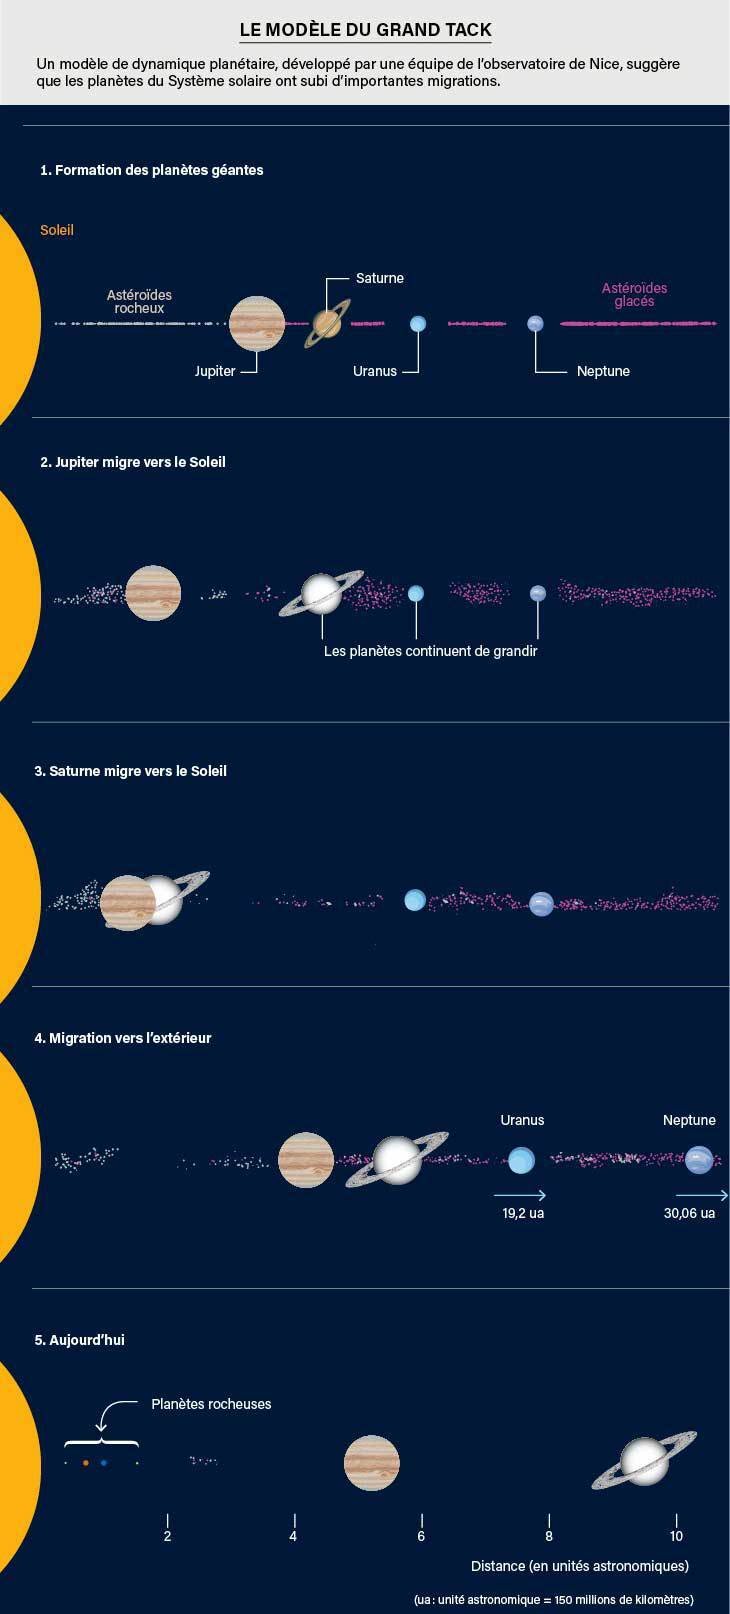 LE MODÈLE DU GRAND TACK
Un modèle de dynamique planétaire, développé par une équipe de l’observatoire de Nice, suggère
que les planètes du Système solaire ont subi d’importantes migrations.
1. Formation des planètes géantes
Soleil
Saturne
Astéroïdes
rocheux
Astéroïdes
glacés
Jupiter
Uranus
Neptune
2. Jupiter migre vers le Soleil
Les planètes continuent de grandir
3. Saturne migre vers le Soleil
4. Migration vers l’extérieur
Uranus
Neptune
19,2 ua
30,06 ua
5. Aujourd’hui
Planètes rocheuses
2 4 6 8 10
Distance (en unités astronomiques)
(ua : unité astronomique = 150 millions de kilomètres)